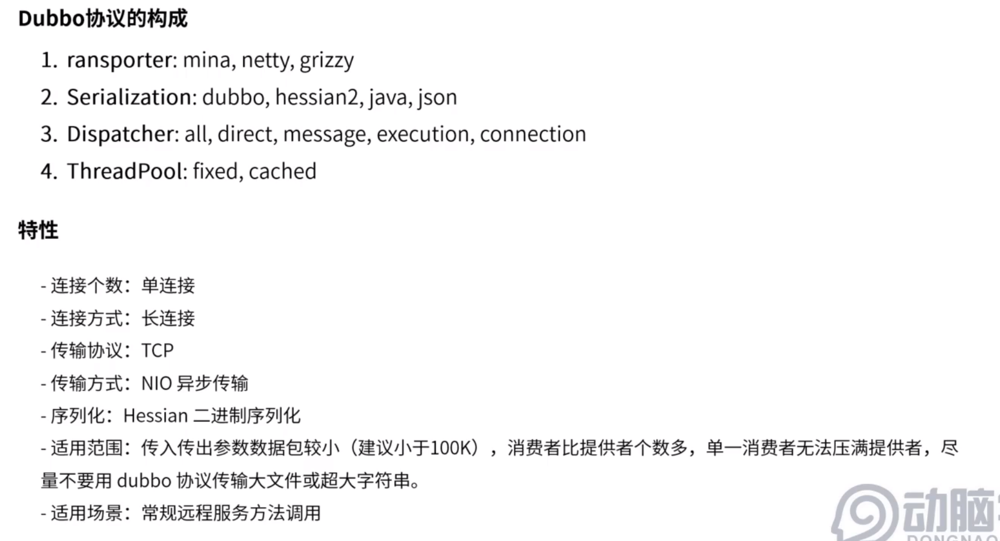 Dubbo协议的构成
1. ransporter: mina, netty, grizzy
2. Serialization: dubbo, hessian2, java, json
3. Dispatcher: all, direct, message, execution, connection
4. ThreadPool: fixed, cached
特性
- 连接个数：单连接
- 连接方式：长连接
- 传输协议：TCP
- 传输方式：NIO 异步传输
- 序列化：Hessian 二进制序列化
- 适用范围：传入传出参数数据包较小（建议小于100K），消费者比提供者个数多，单一消费者无法压满提供者，尽
量不要用 dubbo 协议传输大文件或超大字符串。
- 适用场景：常规远程服务方法调用
动脑
DONGNAO